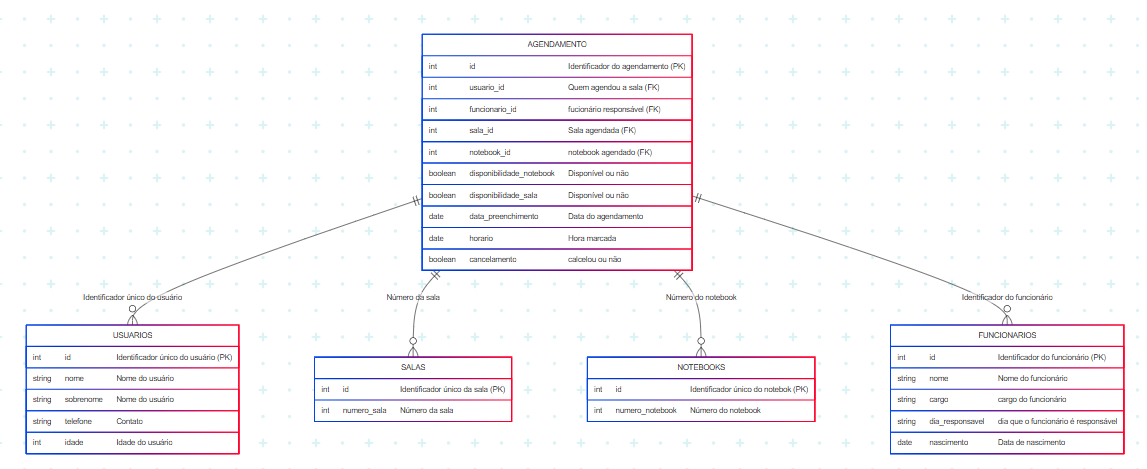 AGENDAMENTO
int id Identificador do agendamento (PK)
int usuario_id Quem agendou a sala (FK)
int funcionario_id fucionário responsável (FK)
int sala_id Sala agendada (FK)
int notebook_id notebook agendado (FK)
boolean disponibilidade_notebook Disponível ou não
boolean disponibilidade_sala Disponível ou não
date data_preenchimento Data do agendamento
date horario Hora marcada
boolean cancelamento calcelou ou não
Identificador único do usuário
Número da sala
Número do notebook
Identificador do funcionário
USUARIOS
int id Identificador único do usuário (PK)
string nome Nome do usuário
string sobrenome Nome do usuário
string telefone Contato
int idade Idade do usuário
SALAS
int id Identificador único da sala (PK)
int numero_sala Número da sala
NOTEBOOKS
int id Identificador único do notebok (PK)
int numero_notebook Número do notebook
FUNCIONARIOS
int id Identificador do funcionário (PK)
string nome Nome do funcionário
string cargo cargo do funcionário
string dia_responsavel dia que o funcionário é responsável
date nascimento Data de nascimento